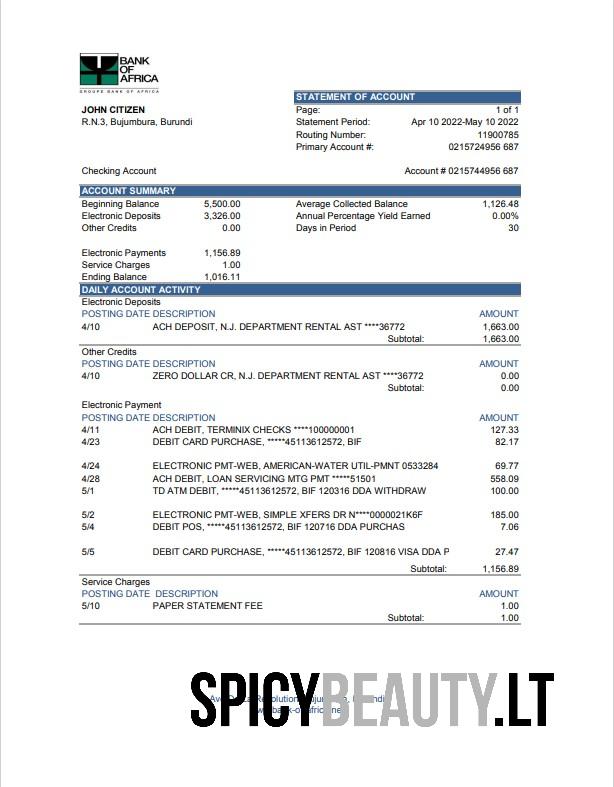 BANK
OF
AFRICA
GROUPE BANK OF AFRICA
STATEMENT OF ACCOUNT
JOHN CITIZEN
R.N.3, Bujumbura, Burundi
Page: 1 of 1
Statement Period: Apr 10 2022-May 10 2022
Routing Number: 11900785
Primary Account #: 0215724956 687
Checking Account Account # 0215744956 687
ACCOUNT SUMMARY
Beginning Balance 5,500.00 Average Collected Balance 1,126.48
Electronic Deposits 3,326.00 Annual Percentage Yield Earned 0.00%
Other Credits 0.00 Days in Period 30
Electronic Payments 1,156.89
Service Charges 1.00
Ending Balance 1,016.11
DAILY ACCOUNT ACTIVITY
Electronic Deposits
POSTING DATE DESCRIPTION AMOUNT
4/10 ACH DEPOSIT, N.J. DEPARTMENT RENTAL AST ****36772 1,663.00
Subtotal: 1,663.00
Other Credits
POSTING DATE DESCRIPTION AMOUNT
4/10 ZERO DOLLAR CR, N.J. DEPARTMENT RENTAL AST ****36772 0.00
Subtotal: 0.00
Electronic Payment
POSTING DATE DESCRIPTION AMOUNT
4/11 ACH DEBIT, TERMINIX CHECKS ****100000001 127.33
4/23 DEBIT CARD PURCHASE, *****45113612572, BIF 82.17
4/24 ELECTRONIC PMT-WEB, AMERICAN-WATER UTIL-PMNT 0533284 69.77
4/28 ACH DEBIT, LOAN SERVICING MTG PMT *****51501 558.09
5/1 TD ATM DEBIT, *****45113612572, BIF 120316 DDA WITHDRAW 100.00
5/2 ELECTRONIC PMT-WEB, SIMPLE XFERS DR N****0000021K6F 185.00
5/4 DEBIT POS, *****45113612572, BIF 120716 DDA PURCHAS 7.06
5/5 DEBIT CARD PURCHASE, *****45113612572, BIF 120816 VISA DDA P 27.47
Subtotal: 1,156.89
Service Charges
POSTING DATE DESCRIPTION AMOUNT
5/10 PAPER STATEMENT FEE 1.00
Subtotal: 1.00
SPICYBEAUTY.LT